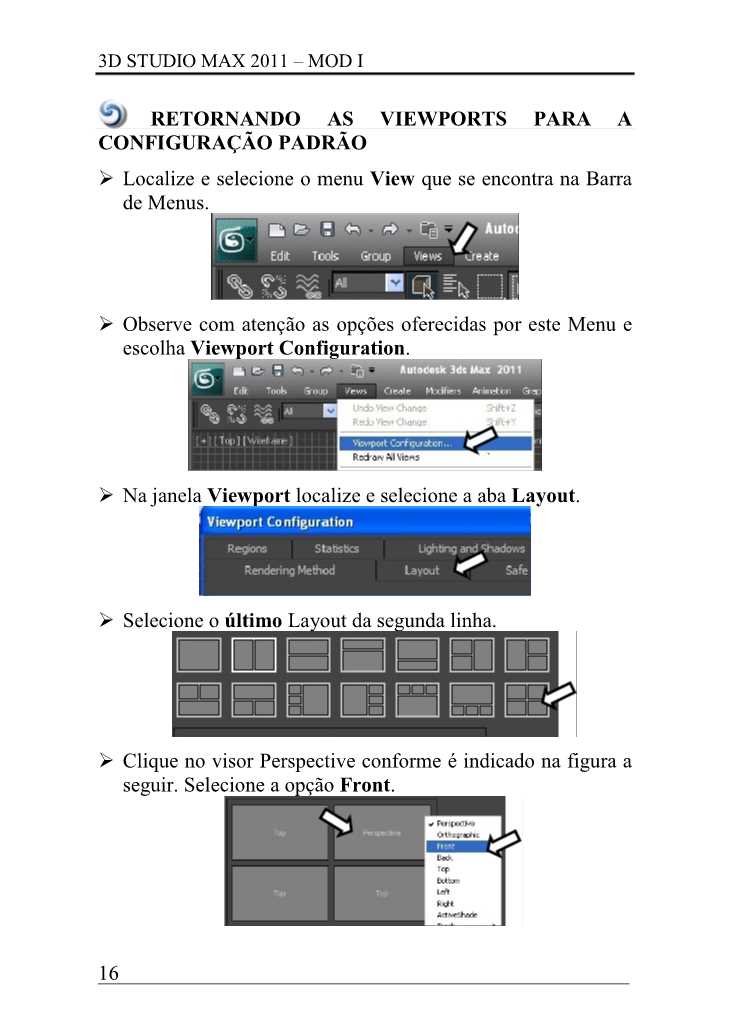 3D STUDIO MAX 2011 – MOD I
RETORNANDO AS VIEWPORTS PARA A
CONFIGURAÇÃO PADRÃO
➢ Localize e selecione o menu View que se encontra na Barra
de Menus.
Autod
Edit Tools Group Views Create
All
➢ Observe com atenção as opções oferecidas por este Menu e
escolha Viewport Configuration.
Autodesk 3ds Max 2011
Edit Tools Group Views Create Modifiers Animation Grap
All
Undo View Change Shift+Z
Redo View Change Shift+Y
[ + ] [ Top ] [ Wireframe ]
Viewport Configuration...
Redraw All Views
➢ Na janela Viewport localize e selecione a aba Layout.
Viewport Configuration
Regions Statistics Lighting and Shadows
Rendering Method Layout Safe
➢ Selecione o último Layout da segunda linha.
➢ Clique no visor Perspective conforme é indicado na figura a
seguir. Selecione a opção Front.
Top Perspective
Top Top
Perspective
Orthographic
Front
Back
Top
Bottom
Left
Right
ActiveShade
16